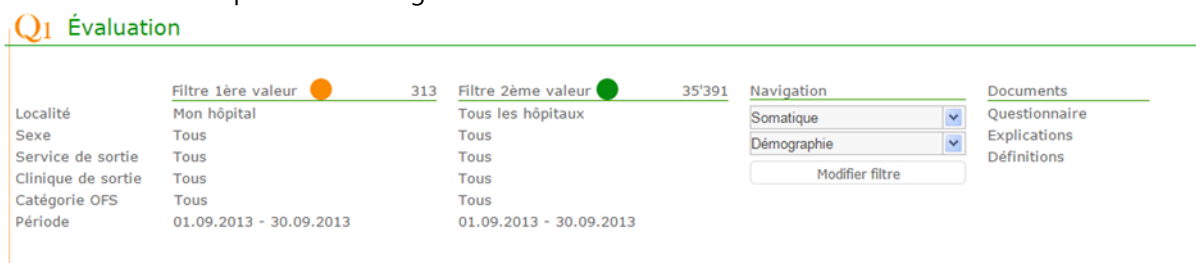 Q1 Évaluation
Filtre 1ère valeur 313 Filtre 2ème valeur 35'391 Navigation Documents
Localité Mon hôpital Tous les hôpitaux Somatique Questionnaire
Sexe Tous Tous Démographie Explications
Service de sortie Tous Tous Définitions
Clinique de sortie Tous Tous Modifier filtre
Catégorie OFS Tous Tous
Période 01.09.2013 - 30.09.2013 01.09.2013 - 30.09.2013